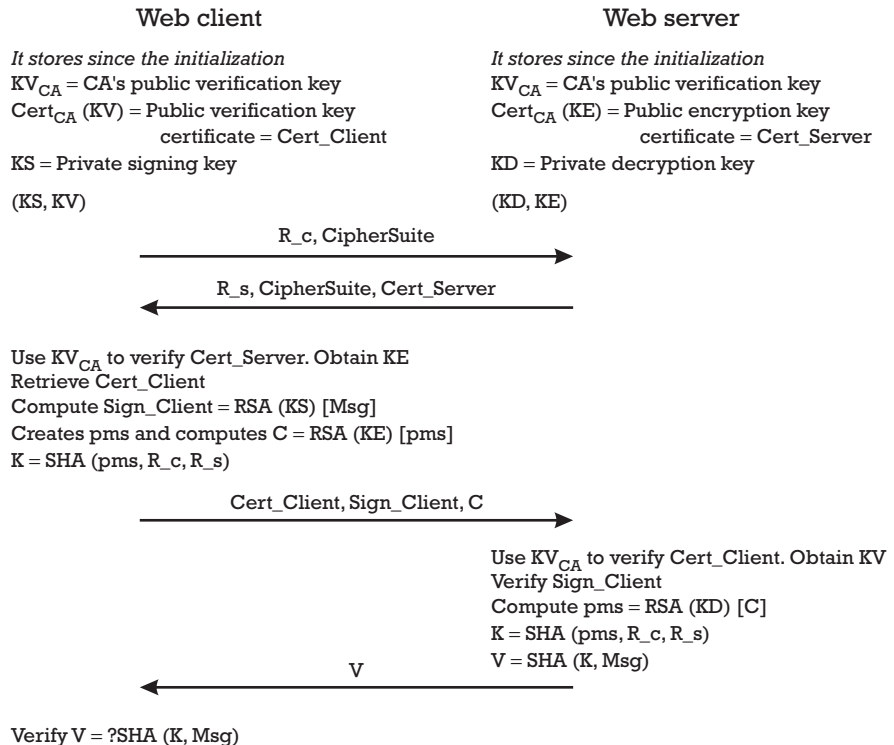 Web client
Web server
It stores since the initialization
KV_CA = CA's public verification key
Cert_CA (KV) = Public verification key
certificate = Cert_Client
KS = Private signing key
(KS, KV)
It stores since the initialization
KV_CA = CA's public verification key
Cert_CA (KE) = Public encryption key
certificate = Cert_Server
KD = Private decryption key
(KD, KE)
R_c, CipherSuite
R_s, CipherSuite, Cert_Server
Use KV_CA to verify Cert_Server. Obtain KE
Retrieve Cert_Client
Compute Sign_Client = RSA (KS) [Msg]
Creates pms and computes C = RSA (KE) [pms]
K = SHA (pms, R_c, R_s)
Cert_Client, Sign_Client, C
Use KV_CA to verify Cert_Client. Obtain KV
Verify Sign_Client
Compute pms = RSA (KD) [C]
K = SHA (pms, R_c, R_s)
V = SHA (K, Msg)
V
Verify V = ?SHA (K, Msg)